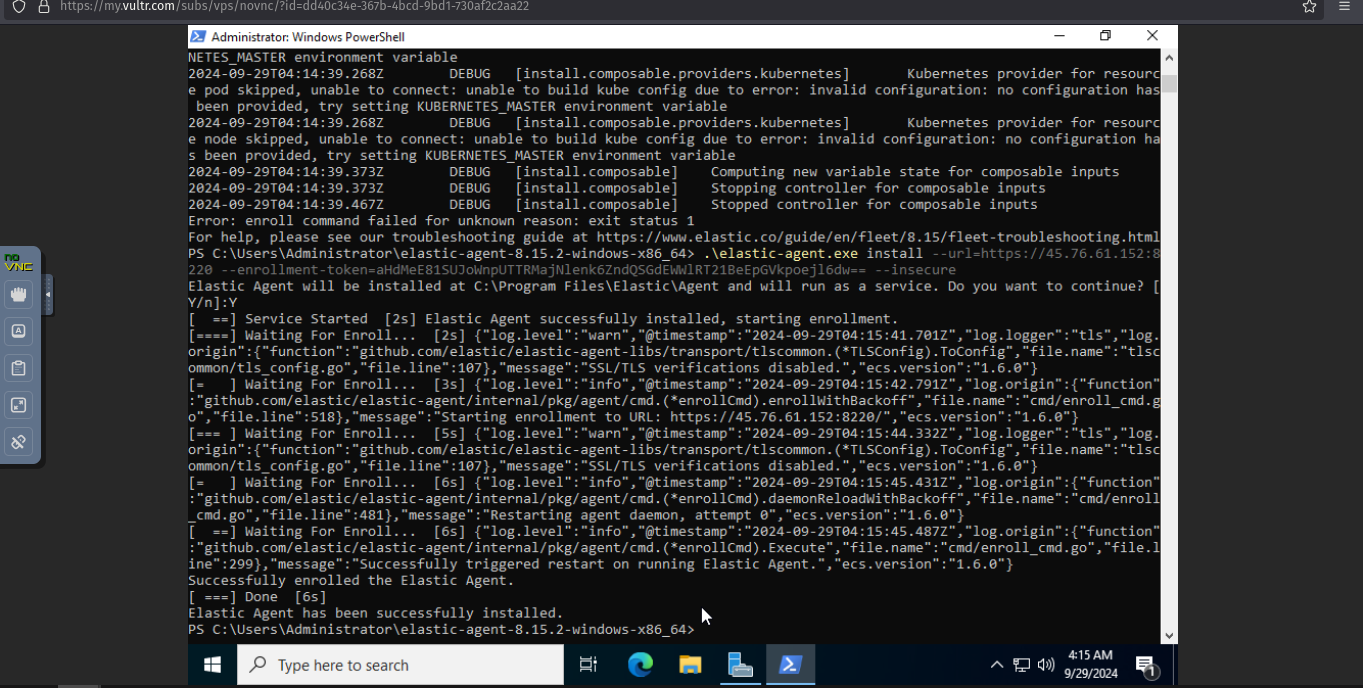 https://my.vultr.com/subs/vps/novnc/?id=dd40c34e-367b-4bcd-9bd1-730af2c2aa22
Administrator: Windows PowerShell
NETES_MASTER environment variable
2024-09-29T04:14:39.268Z        DEBUG   [install.composable.providers.kubernetes]       Kubernetes provider for resourc
e pod skipped, unable to connect: unable to build kube config due to error: invalid configuration: no configuration has
 been provided, try setting KUBERNETES_MASTER environment variable
2024-09-29T04:14:39.268Z        DEBUG   [install.composable.providers.kubernetes]       Kubernetes provider for resourc
e node skipped, unable to connect: unable to build kube config due to error: invalid configuration: no configuration ha
s been provided, try setting KUBERNETES_MASTER environment variable
2024-09-29T04:14:39.373Z        DEBUG   [install.composable]    Computing new variable state for composable inputs
2024-09-29T04:14:39.373Z        DEBUG   [install.composable]    Stopping controller for composable inputs
2024-09-29T04:14:39.467Z        DEBUG   [install.composable]    Stopped controller for composable inputs
Error: enroll command failed for unknown reason: exit status 1
For help, please see our troubleshooting guide at https://www.elastic.co/guide/en/fleet/8.15/fleet-troubleshooting.html
PS C:\Users\Administrator\elastic-agent-8.15.2-windows-x86_64> .\elastic-agent.exe install --url=https://45.76.61.152:8
220 --enrollment-token=aHdMeE81SUJoWnpUTTRMajNlenk6ZndQSGdEWWlRT21BeEpGVkpoejl6dw== --insecure
Elastic Agent will be installed at C:\Program Files\Elastic\Agent and will run as a service. Do you want to continue? [
Y/n]:Y
[  ==] Service Started  [2s] Elastic Agent successfully installed, starting enrollment.
[====] Waiting For Enroll...  [2s] {"log.level":"warn","@timestamp":"2024-09-29T04:15:41.701Z","log.logger":"tls","log.
origin":{"function":"github.com/elastic/elastic-agent-libs/transport/tlscommon.(*TLSConfig).ToConfig","file.name":"tlsc
ommon/tls_config.go","file.line":107},"message":"SSL/TLS verifications disabled.","ecs.version":"1.6.0"}
[=   ] Waiting For Enroll...  [3s] {"log.level":"info","@timestamp":"2024-09-29T04:15:42.791Z","log.origin":{"function"
:"github.com/elastic/elastic-agent/internal/pkg/agent/cmd.(*enrollCmd).enrollWithBackoff","file.name":"cmd/enroll_cmd.g
o","file.line":518},"message":"Starting enrollment to URL: https://45.76.61.152:8220/","ecs.version":"1.6.0"}
[=== ] Waiting For Enroll...  [5s] {"log.level":"warn","@timestamp":"2024-09-29T04:15:44.332Z","log.logger":"tls","log.
origin":{"function":"github.com/elastic/elastic-agent-libs/transport/tlscommon.(*TLSConfig).ToConfig","file.name":"tlsc
ommon/tls_config.go","file.line":107},"message":"SSL/TLS verifications disabled.","ecs.version":"1.6.0"}
[=   ] Waiting For Enroll...  [6s] {"log.level":"info","@timestamp":"2024-09-29T04:15:45.431Z","log.origin":{"function"
:"github.com/elastic/elastic-agent/internal/pkg/agent/cmd.(*enrollCmd).daemonReloadWithBackoff","file.name":"cmd/enroll
_cmd.go","file.line":481},"message":"Restarting agent daemon, attempt 0","ecs.version":"1.6.0"}
[  ==] Waiting For Enroll...  [6s] {"log.level":"info","@timestamp":"2024-09-29T04:15:45.487Z","log.origin":{"function"
:"github.com/elastic/elastic-agent/internal/pkg/agent/cmd.(*enrollCmd).Execute","file.name":"cmd/enroll_cmd.go","file.l
ine":299},"message":"Successfully triggered restart on running Elastic Agent.","ecs.version":"1.6.0"}
Successfully enrolled the Elastic Agent.
[ ===] Done  [6s]
Elastic Agent has been successfully installed.
PS C:\Users\Administrator\elastic-agent-8.15.2-windows-x86_64>
no
VNC
A
Type here to search
4:15 AM
9/29/2024
1